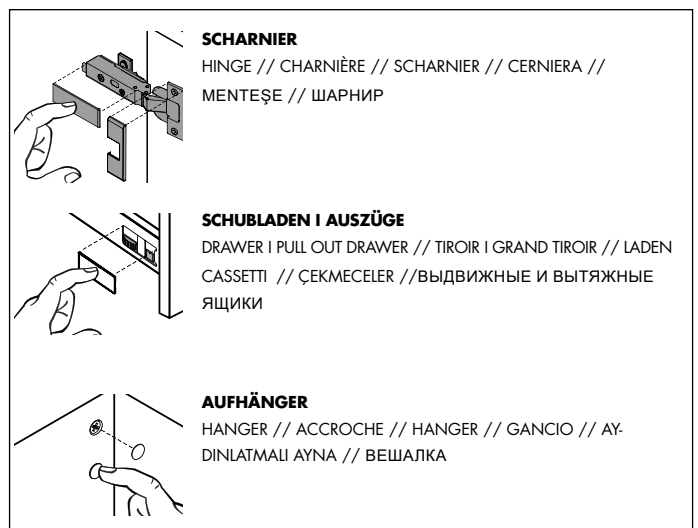 SCHARNIER
HINGE // CHARNIÈRE // SCHARNIER // CERNIERA //
MENTEŞE // ШАРНИР
SCHUBLADEN I AUSZÜGE
DRAWER I PULL OUT DRAWER // TIROIR I GRAND TIROIR // LADEN
CASSETTI // ÇEKMECELER //ВЫДВИЖНЫЕ И ВЫТЯЖНЫЕ
ЯЩИКИ
AUFHÄNGER
HANGER // ACCROCHE // HANGER // GANCIO // AY-
DINLATMALI AYNA // ВЕШАЛКА